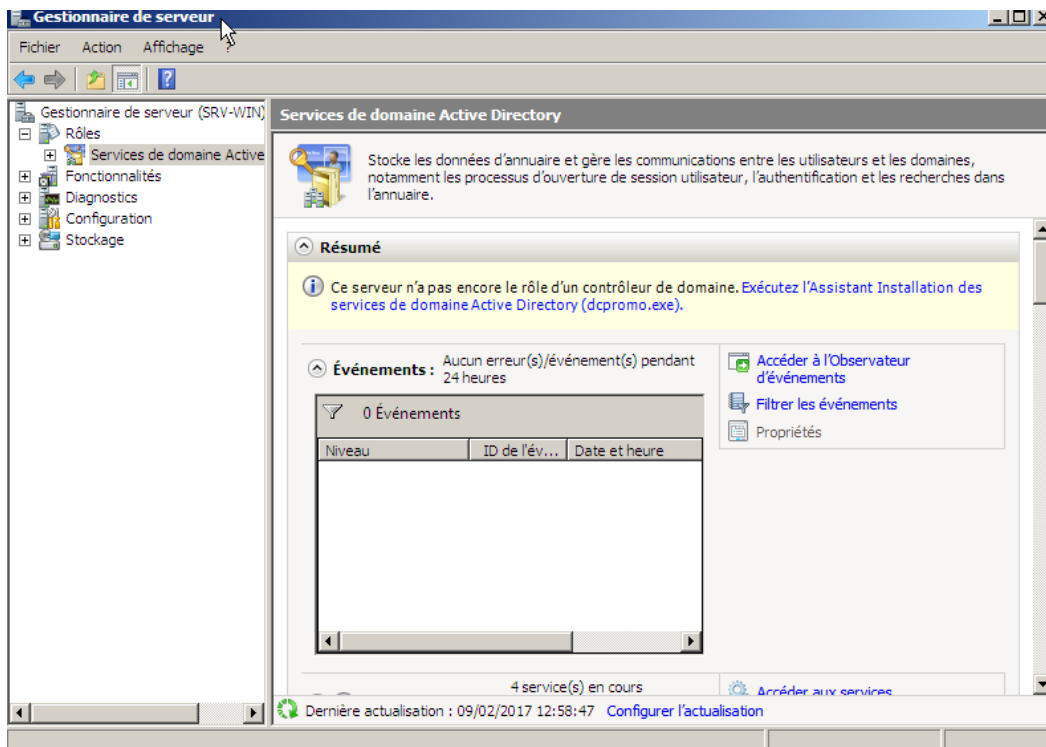 Gestionnaire de serveur
Fichier Action Affichage ?
Gestionnaire de serveur (SRV-WIN)
Rôles
Services de domaine Active
Fonctionnalités
Diagnostics
Configuration
Stockage
Services de domaine Active Directory
Stocke les données d'annuaire et gère les communications entre les utilisateurs et les domaines,
notamment les processus d'ouverture de session utilisateur, l'authentification et les recherches dans
l'annuaire.
Résumé
Ce serveur n'a pas encore le rôle d'un contrôleur de domaine. Exécutez l'Assistant Installation des
services de domaine Active Directory (dcpromo.exe).
Événements : Aucun erreur(s)/événement(s) pendant
24 heures
0 Événements
Niveau ID de l'év... Date et heure
Accéder à l'Observateur
d'événements
Filtrer les événements
Propriétés
4 service(s) en cours
Accéder aux services
Dernière actualisation : 09/02/2017 12:58:47 Configurer l'actualisation